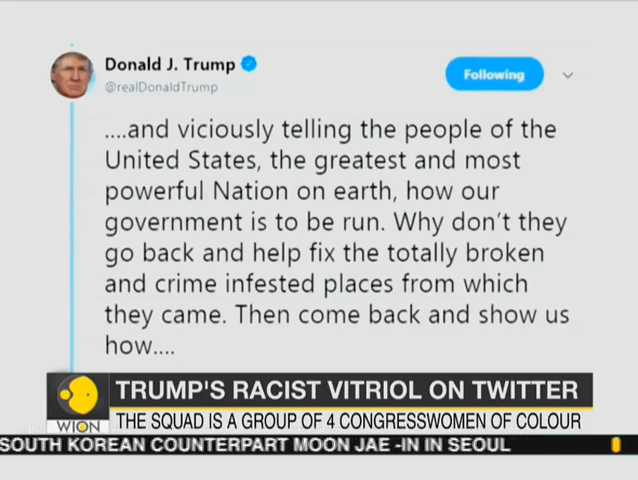 Donald J. Trump
@realDonaldTrump
Following
....and viciously telling the people of the
United States, the greatest and most
powerful Nation on earth, how our
government is to be run. Why don't they
go back and help fix the totally broken
and crime infested places from which
they came. Then come back and show us
how....
TRUMP'S RACIST VITRIOL ON TWITTER
WION
THE SQUAD IS A GROUP OF 4 CONGRESSWOMEN OF COLOUR
SOUTH KOREAN COUNTERPART MOON JAE -IN IN SEOUL